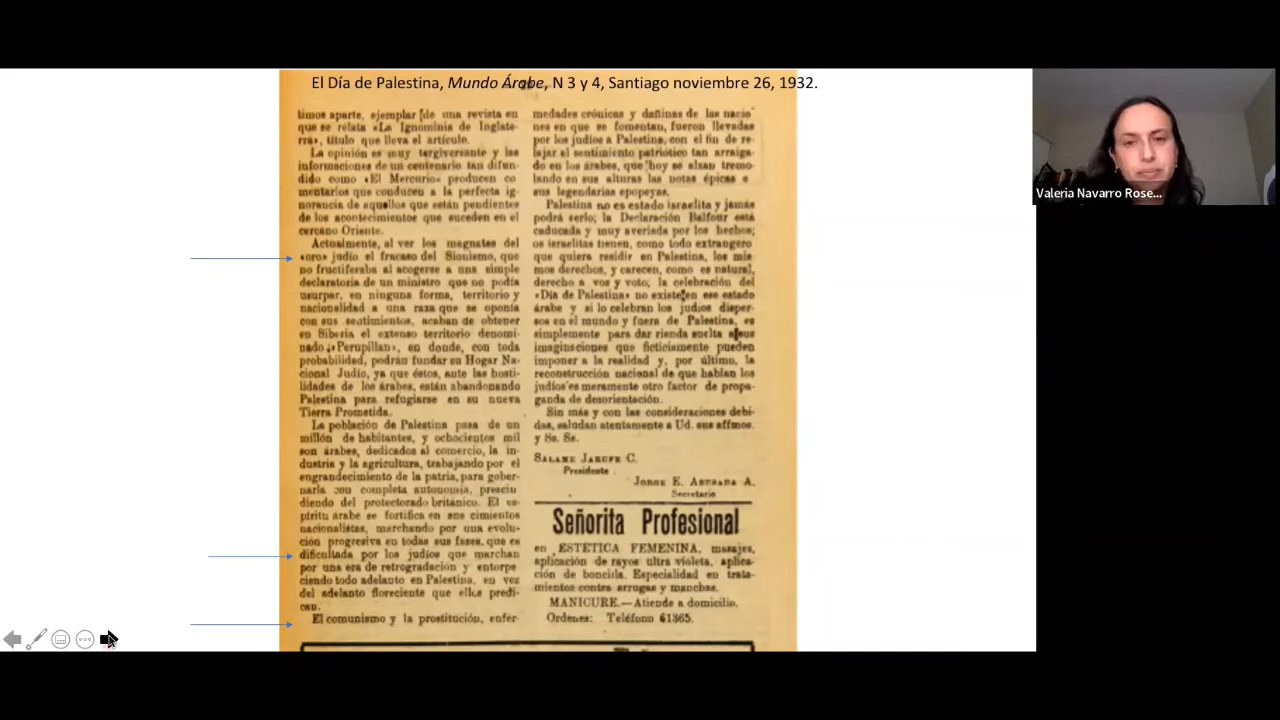 El Día de Palestina, Mundo Árabe, N 3 y 4, Santiago noviembre 26, 1932.
Valeria Navarro Rose...
timos aparte, ejemplar de una revista en
que se relata «La Ignominia de Inglate-
rra», título que lleva el artículo.
La opinión es muy tergiversante y las
informaciones de un centenario tan difun-
dido como «El Mercurio» producen co
mentarios que conducen a la perfecta ig-
norancia de aquellos que están pendientes
de los acontecimientos que suceden en el
cercano Oriente.
Actualmente, al ver los magnates del
«oro» judío el fracaso del Sionismo, que
no fructiferaba al acogerse a una simple
declaratoria de un ministro que no podía
usurpar, en ninguna forma, territorio y
nacionalidad a una raza que se oponía
con sus sentimientos, acaban de obtener
en Siberia el extenso territorio denomi-
nado «Perupillan», en donde, con toda
probabilidad, podrán fundar su Hogar Na-
cional Judío, ya que éstos, ante las hosti-
lidades de los árabes, están abandonando
Palestina para refugiarse en su nueva
Tierra Prometida.
La población de Palestina pasa de un
millón de habitantes, y ochocientos mil
son árabes, dedicados al comercio, la in-
dustria y la agricultura, trabajando por el
engrandecimiento de la patria, para gober-
narla con completa autonomía, prescin
diendo del protectorado británico. El es-
píritu árabe se fortifica en sus cimientos
nacionalistas, marchando por una evolu-
ción progresiva en todas sus fases, que es
dificultada por los judíos que marchan
por una era de retrogradación y entorpe-
ciendo todo adelanto en Palestina, en vez
del adelanto floreciente que ellos predi-
can.
El comunismo y la prostitución, enfer-
medades crónicas y dañinas de las nacio
nes en que se fomentan, fueron llevadas
por los judíos a Palestina, con el fin de re-
lajar el sentimiento patriótico tan arraiga-
do en los árabes, que hoy se alzan tremo-
lando en sus alturas las notas épicas e
sus legendarias epopeyas.
Palestina no es estado israelita y jamás
podrá serlo; la Declaración Balfour está
caducada y muy averiada por los hechos;
os israelitas tienen, como todo extrangero
que quiera residir en Palestina, los mis-
mos derechos, y carecen, como es natural,
derecho a voz y voto; la celebración del
«Día de Palestina» no existe en ese estado
árabe y si lo celebran los judíos disper-
sos en el mundo y fuera de Palestina, es
simplemente para dar rienda suelta a sus
imaginaciones que ficticiamente pueden
imponer a la realidad y, por último, la
reconstrucción nacional de que hablan los
judíos es meramente otro factor de propa-
ganda de desorientación.
Sin más y con las consideraciones debi-
das, saludan atentamente a Ud. sus affmos.
y Ss. Ss.
SALAME JARUFE C.
Presidente
JORGE E. ABUSADA A.
Secretario
Señorita Profesional
en ESTETICA FEMENINA, masajes,
aplicación de rayos ultra violeta, aplica-
ción de boncilla. Especialidad en trata-
mientos contra arrugas y manchas.
MANICURE.—Atiende a domicilio.
Ordenes: Teléfono 61365.